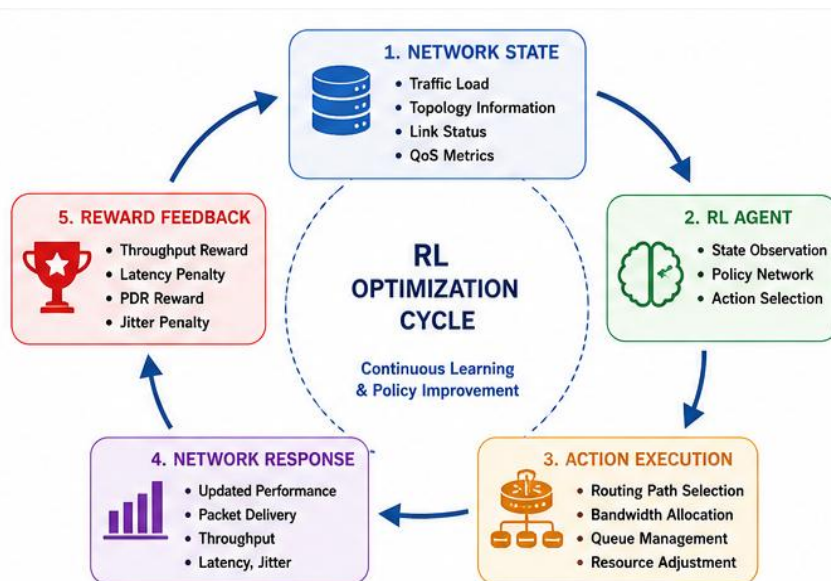 1. NETWORK STATE
• Traffic Load
• Topology Information
• Link Status
• QoS Metrics
2. RL AGENT
• State Observation
• Policy Network
• Action Selection
3. ACTION EXECUTION
• Routing Path Selection
• Bandwidth Allocation
• Queue Management
• Resource Adjustment
4. NETWORK RESPONSE
• Updated Performance
• Packet Delivery
• Throughput
• Latency, Jitter
5. REWARD FEEDBACK
• Throughput Reward
• Latency Penalty
• PDR Reward
• Jitter Penalty
RL
OPTIMIZATION
CYCLE
Continuous Learning
& Policy Improvement